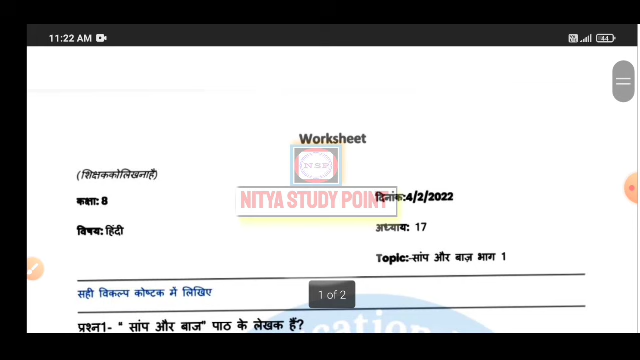 11:22 AM
44
Worksheet
(शिक्षककोलिखनाहै)
NSP
कक्षा: 8
दिनांक:4/2/2022
NITYA STUDY POINT
विषय: हिंदी
अध्याय: 17
Topic:-सांप और बाज़ भाग 1
सही विकल्प कोष्टक में लिखिए
1 of 2
प्रश्न1- “ सांप और बाज” पाठ के लेखक हैं?